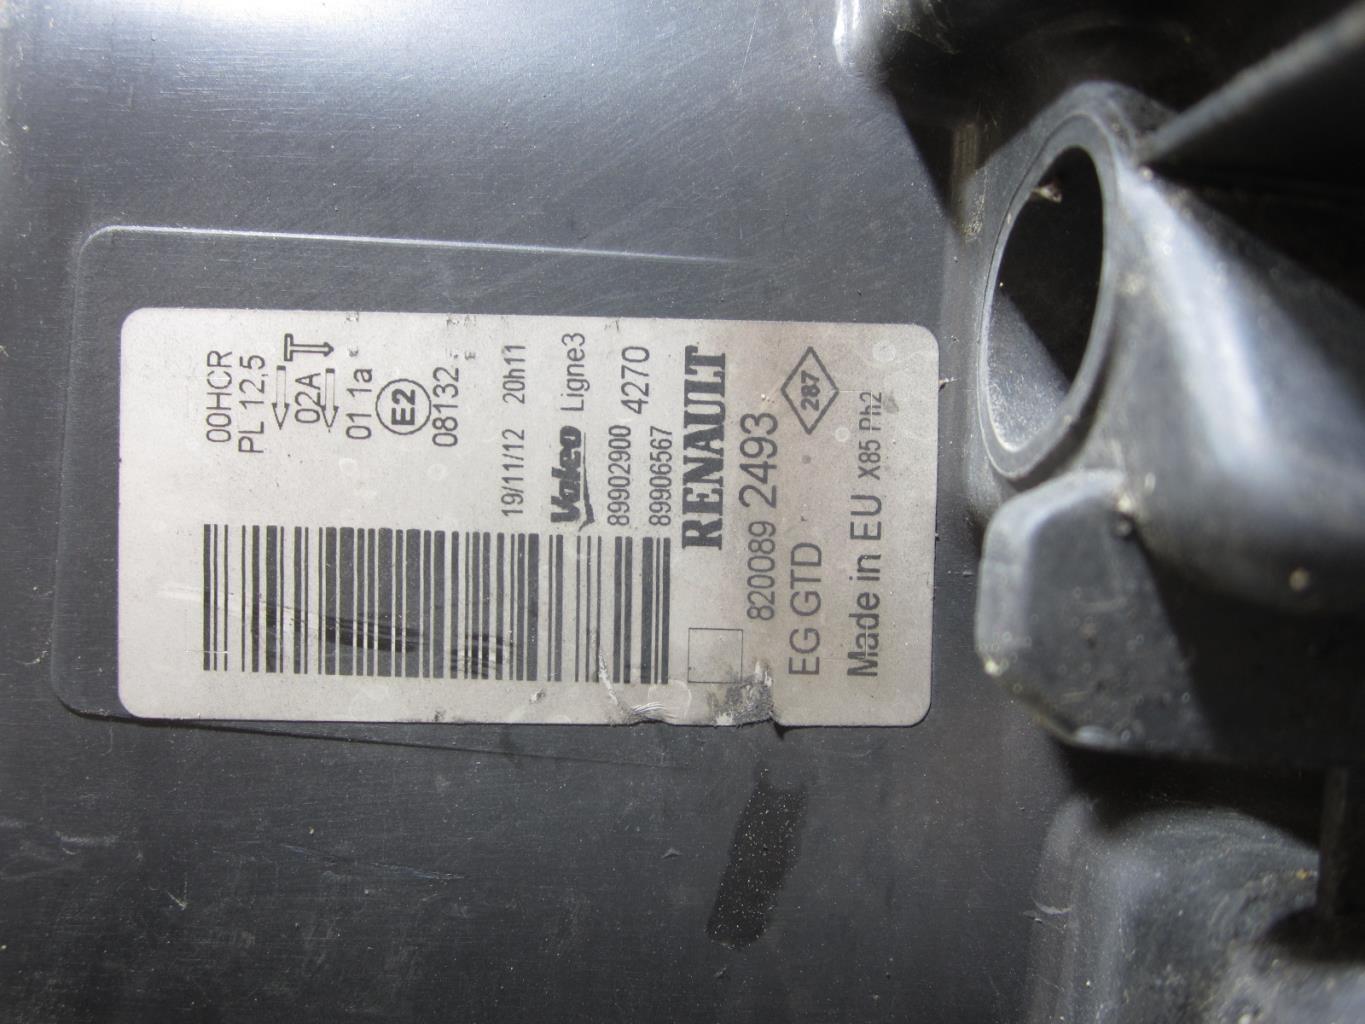 00HCR
PL 12,5
02A
01 1a
E2
08132
19/11/12 20h11
Valeo Ligne3
89902900 4270
89906567
RENAULT
820089 2493
287
EG GTD
Made in EU X85 Ph2